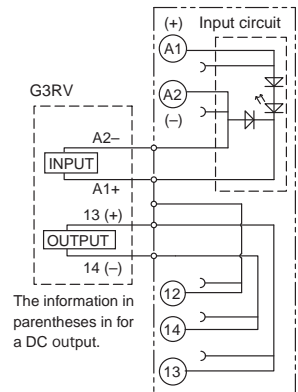 (+)
Input circuit
A1
A2
(–)
G3RV
A2–
INPUT
A1+
13 (+)
OUTPUT
14 (–)
The information in
parentheses in for
a DC output.
12
14
13